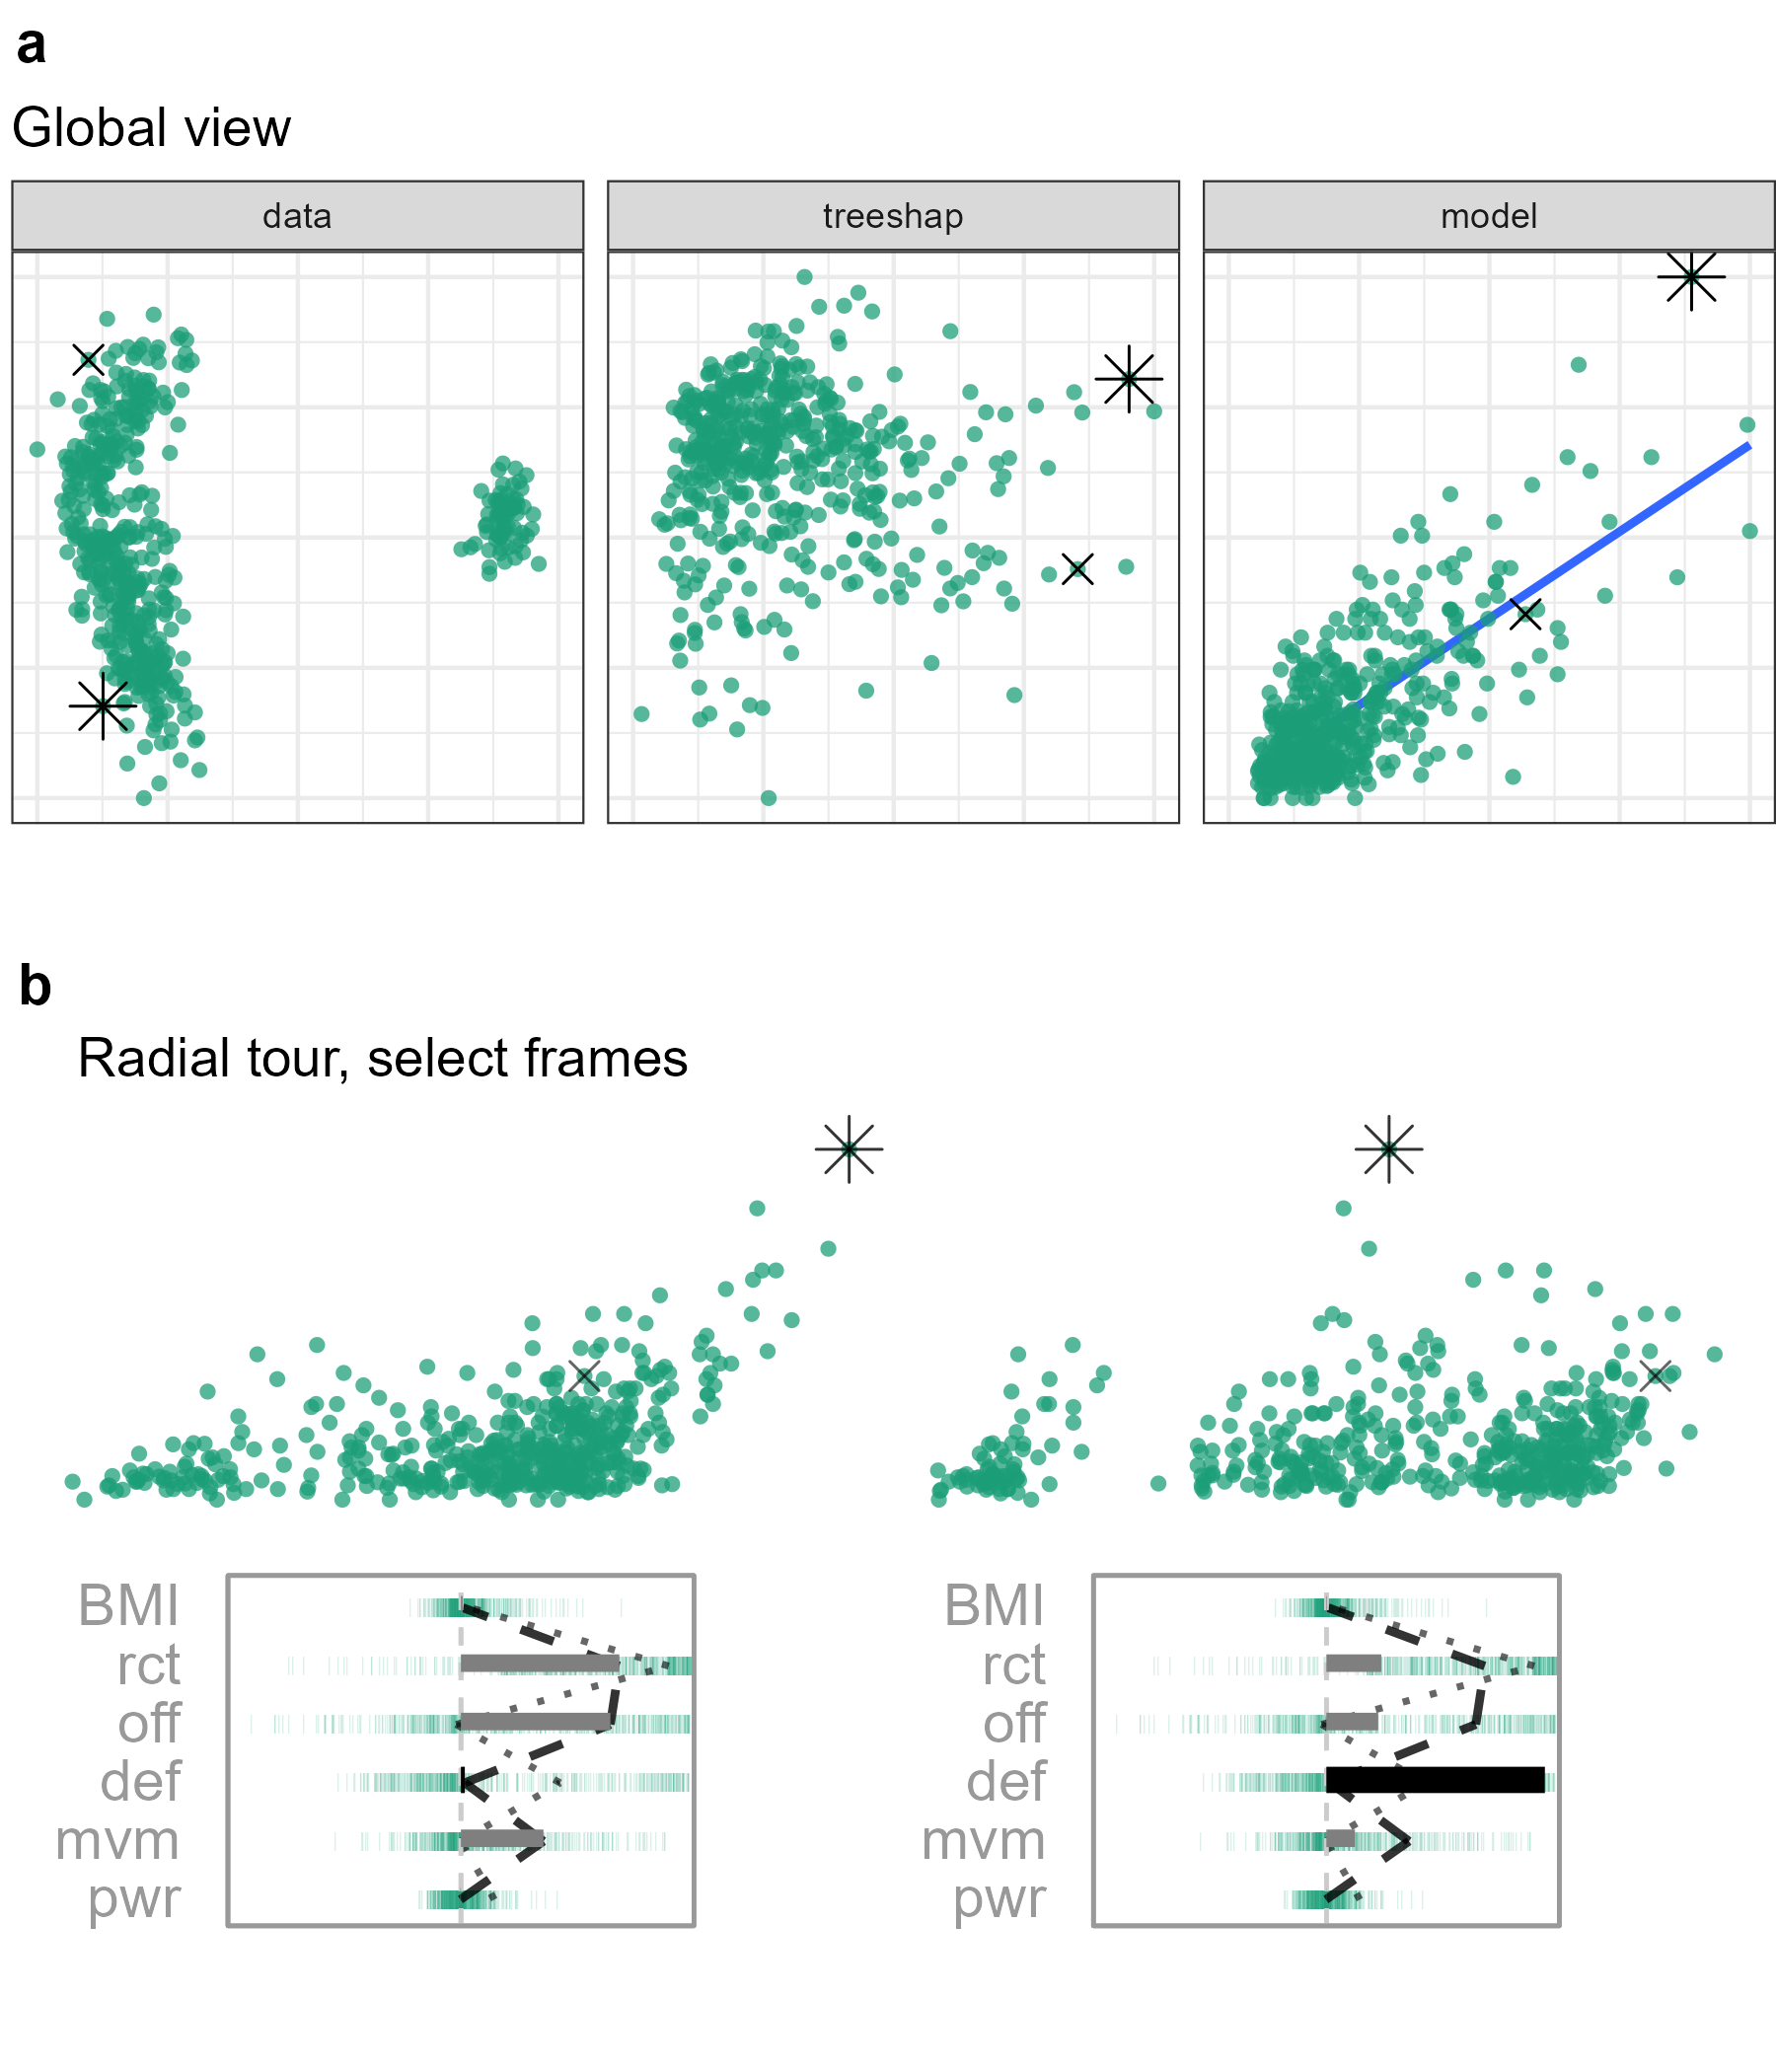 a
Global view
data treeshap model
b
Radial tour, select frames
BMI BMI
rct rct
off off
def def
mvm mvm
pwr pwr